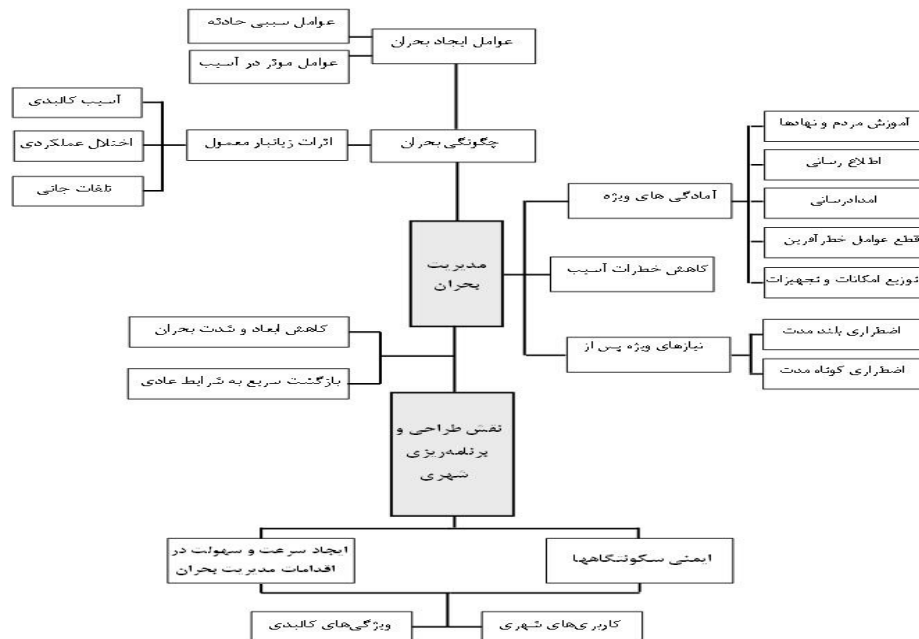 عوامل سببی حادثه
عوامل ایجاد بحران
عوامل موثر در آسیب
آسیب کالبدی
اختلال عملکردی
تلفات جانی
اثرات زیانبار معمول
چگونگی بحران
آموزش مردم و نهادها
اطلاع رسانی
امدادرسانی
قطع عوامل خطرآفرین
توزیع امکانات و تجهیزات
آمادگی های ویژه
مدیریت
بحران
کاهش خطرات آسیب
نیازهای ویژه پس از
اضطراری بلند مدت
اضطراری کوتاه مدت
کاهش ابعاد و شدت بحران
بازگشت سریع به شرایط عادی
نقش طراحی و
برنامه‌ریزی
شهری
ایمنی سکونتگاهها
ایجاد سرعت و سهولت در
اقدامات مدیریت بحران
کاربری‌های شهری
ویژگی‌های کالبدی